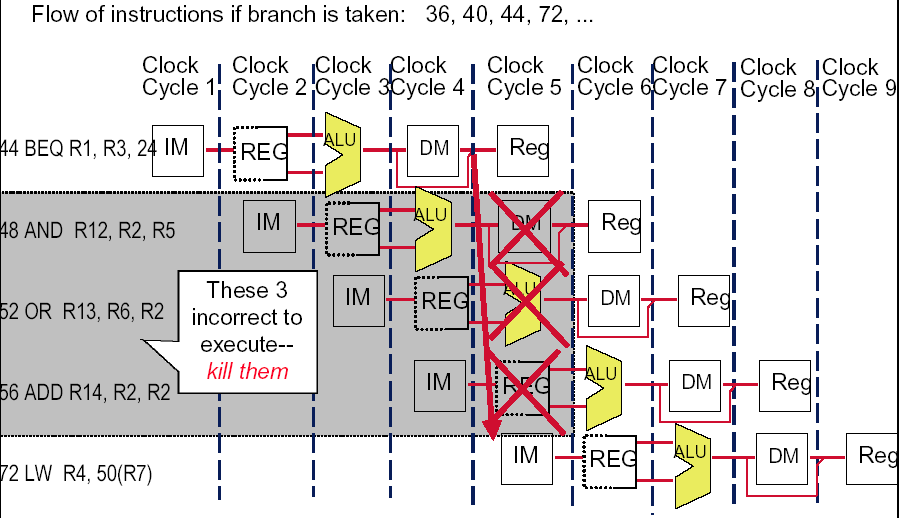 Flow of instructions if branch is taken: 36, 40, 44, 72, ...
Clock Cycle 1
Clock Cycle 2
Clock Cycle 3
Clock Cycle 4
Clock Cycle 5
Clock Cycle 6
Clock Cycle 7
Clock Cycle 8
Clock Cycle 9
44 BEQ R1, R3, 24
IM
REG
ALU
DM
Reg
48 AND R12, R2, R5
IM
REG
ALU
DM
Reg
52 OR R13, R6, R2
IM
REG
ALU
DM
Reg
These 3
incorrect to
execute--
kill them
56 ADD R14, R2, R2
IM
REG
ALU
DM
Reg
72 LW R4, 50(R7)
IM
REG
ALU
DM
Reg